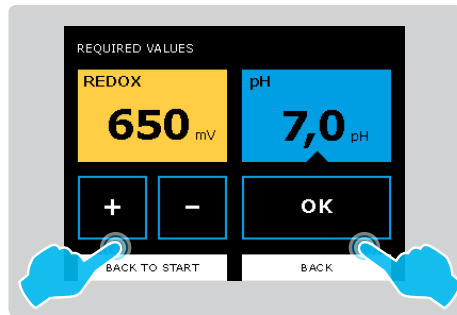 REQUIRED VALUES
REDOX
650 mV
pH
7,0 pH
+
-
OK
BACK TO START
BACK